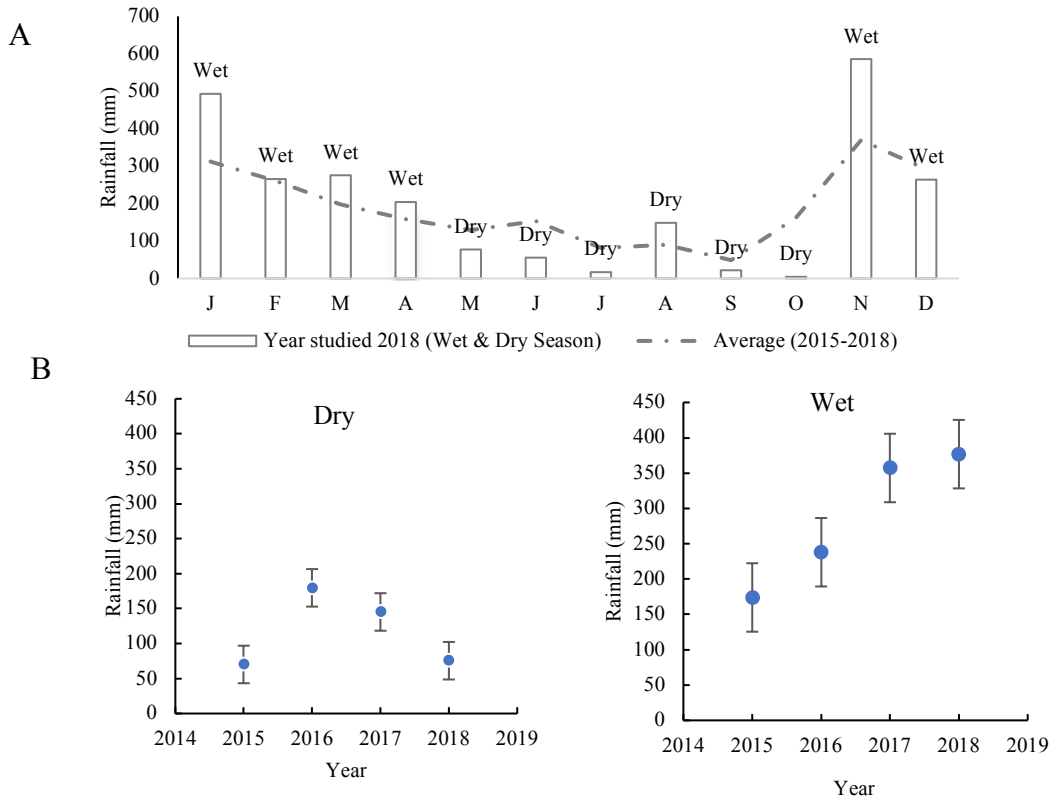 A
Rainfall (mm)
700
600
500
400
300
200
100
0
Wet
Wet
Wet
Wet
Dry
Dry
Dry
Dry
Dry
Dry
Wet
Wet
J F M A M J J A S O N D
Year studied 2018 (Wet & Dry Season) Average (2015-2018)
B
Dry
Rainfall (mm)
450
400
350
300
250
200
150
100
50
0
2014 2015 2016 2017 2018 2019
Year
Wet
Rainfall (mm)
450
400
350
300
250
200
150
100
50
0
2014 2015 2016 2017 2018 2019
Year